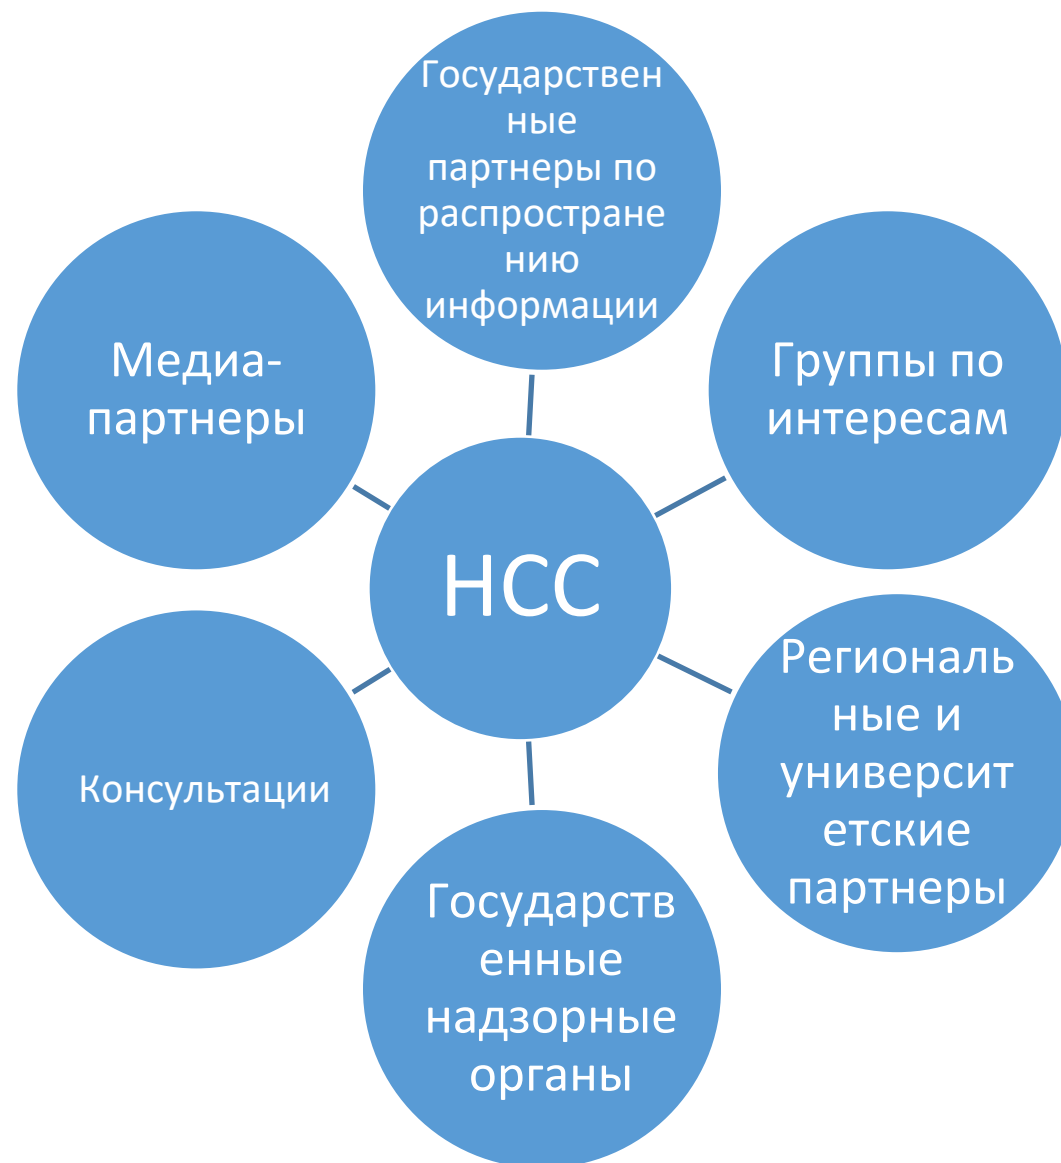 Государствен
ные
партнеры по
распростране
нию
информации
Медиа-
партнеры
Группы по
интересам
НСС
Региональ
ные и
университ
етские
партнеры
Консультации
Государств
енные
надзорные
органы